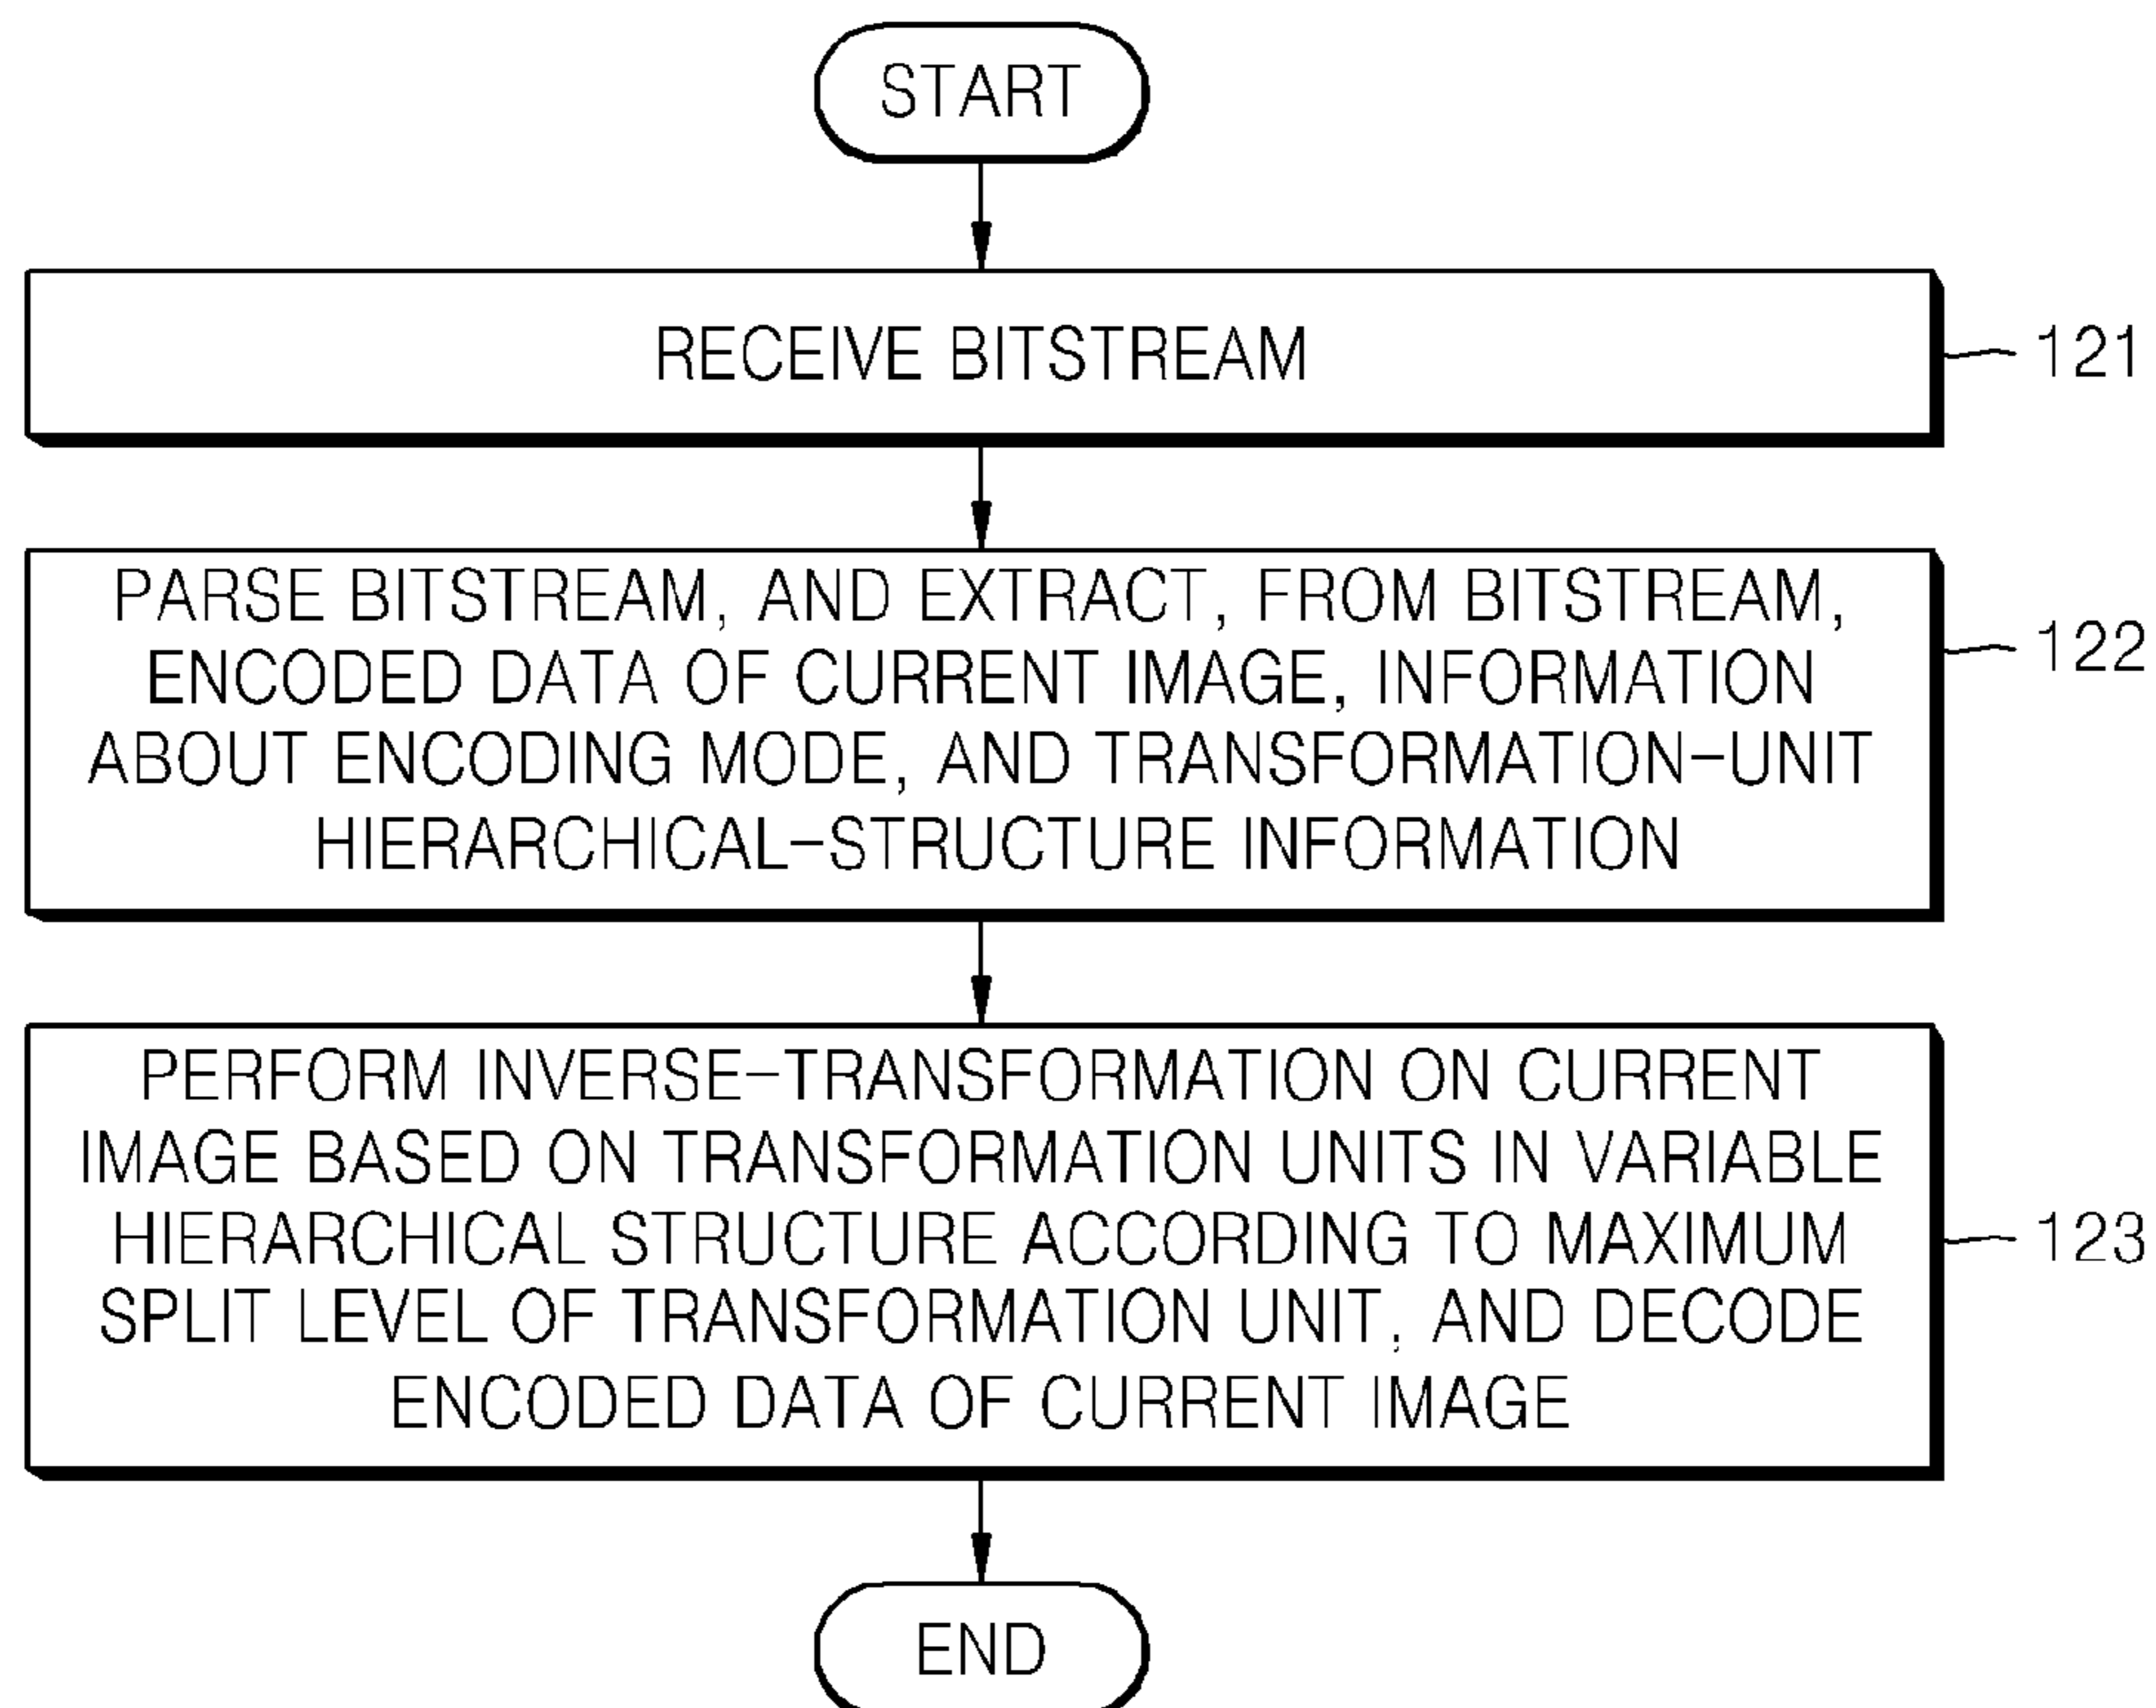 START
RECEIVE BITSTREAM
121
PARSE BITSTREAM, AND EXTRACT, FROM BITSTREAM,
ENCODED DATA OF CURRENT IMAGE, INFORMATION
ABOUT ENCODING MODE, AND TRANSFORMATION-UNIT
HIERARCHICAL-STRUCTURE INFORMATION
122
PERFORM INVERSE-TRANSFORMATION ON CURRENT
IMAGE BASED ON TRANSFORMATION UNITS IN VARIABLE
HIERARCHICAL STRUCTURE ACCORDING TO MAXIMUM
SPLIT LEVEL OF TRANSFORMATION UNIT, AND DECODE
ENCODED DATA OF CURRENT IMAGE
123
END